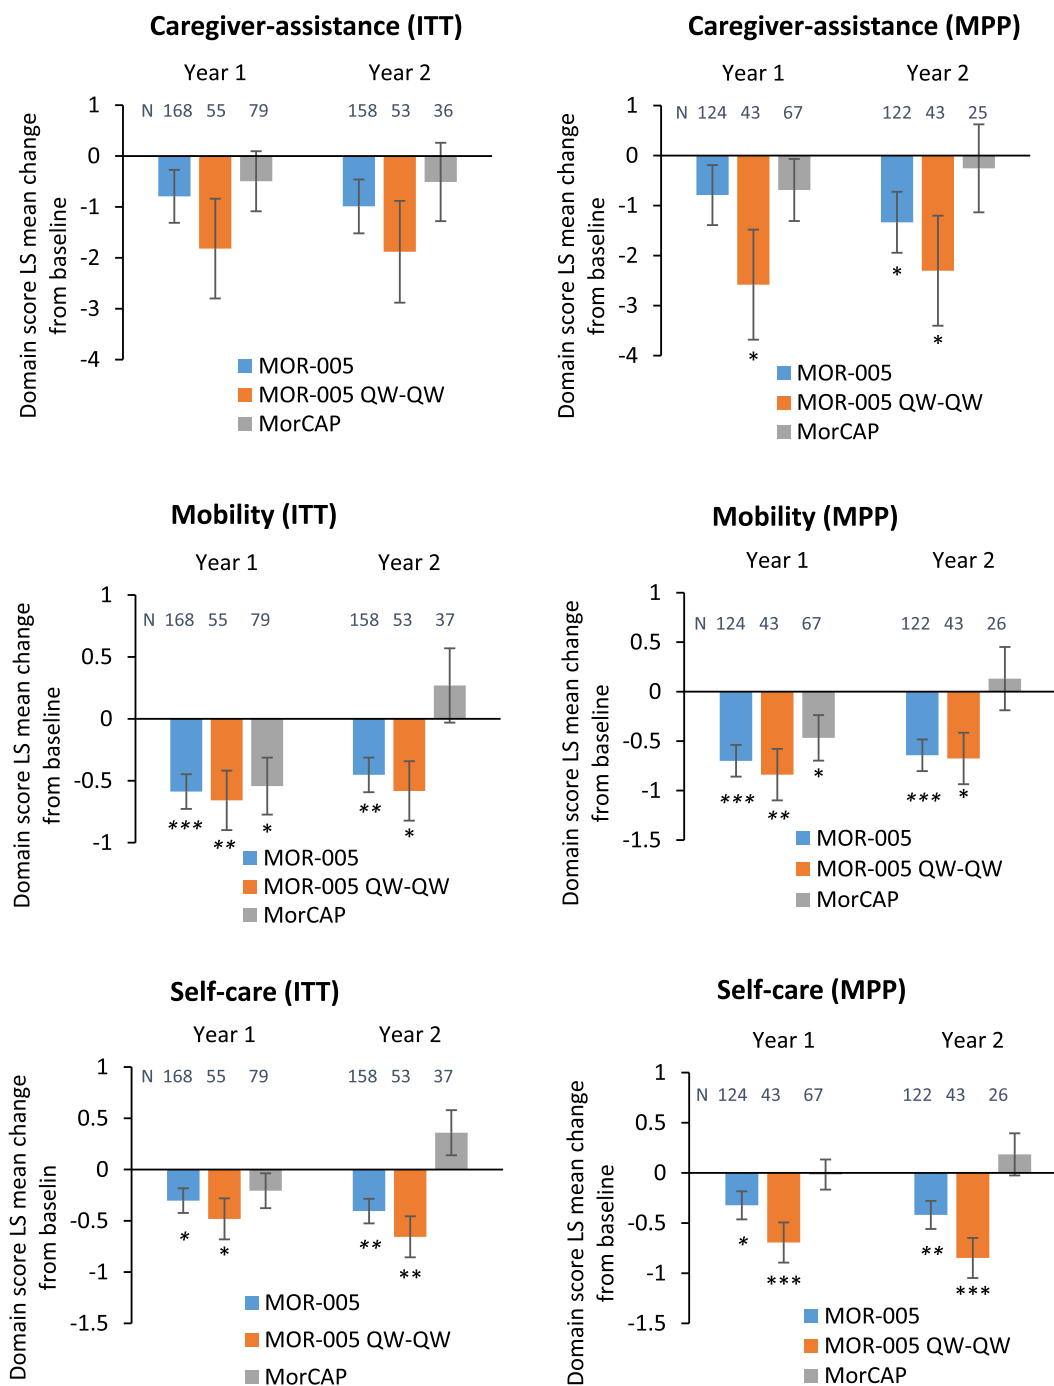 Caregiver-assistance (ITT)
Year 1 Year 2
N 168 55 79 158 53 36
1
0
-1
-2
-3
-4
Domain score LS mean change
from baseline
MOR-005
MOR-005 QW-QW
MorCAP
Caregiver-assistance (MPP)
Year 1 Year 2
N 124 43 67 122 43 25
1
0
-1
-2
-3
-4
* * *
Domain score LS mean change
from baseline
MOR-005
MOR-005 QW-QW
MorCAP
Mobility (ITT)
Year 1 Year 2
N 168 55 79 158 53 37
1
0.5
0
-0.5
-1
*** ** * ** *
Domain score LS mean change
from baseline
MOR-005
MOR-005 QW-QW
MorCAP
Mobility (MPP)
Year 1 Year 2
N 124 43 67 122 43 26
1
0.5
0
-0.5
-1
-1.5
*** ** * *** *
Domain score LS mean change
from baseline
MOR-005
MOR-005 QW-QW
MorCAP
Self-care (ITT)
Year 1 Year 2
N 168 55 79 158 53 37
1
0.5
0
-0.5
-1
-1.5
* * ** **
Domain score LS mean change
from baselin
MOR-005
MOR-005 QW-QW
MorCAP
Self-care (MPP)
Year 1 Year 2
N 124 43 67 122 43 26
1
0.5
0
-0.5
-1
-1.5
* *** ** ***
Domain score LS mean change
from baseline
MOR-005
MOR-005 QW-QW
MorCAP